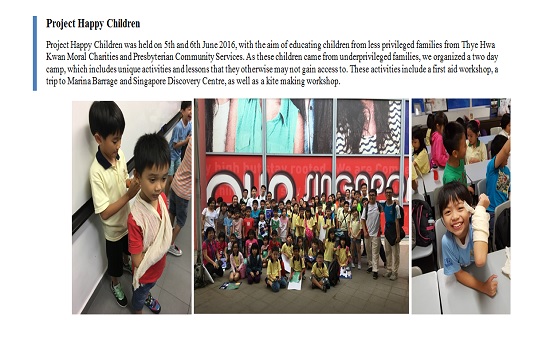 Project Happy Children
Project Happy Children was held on 5th and 6th June 2016, with the aim of educating children from less privileged families from Thye Hwa
Kwan Moral Charities and Presbyterian Community Services. As these children came from underprivileged families, we organized a two day
camp, which includes unique activities and lessons that they otherwise may not gain access to. These activities include a first aid workshop, a
trip to Marina Barrage and Singapore Discovery Centre, as well as a kite making workshop.